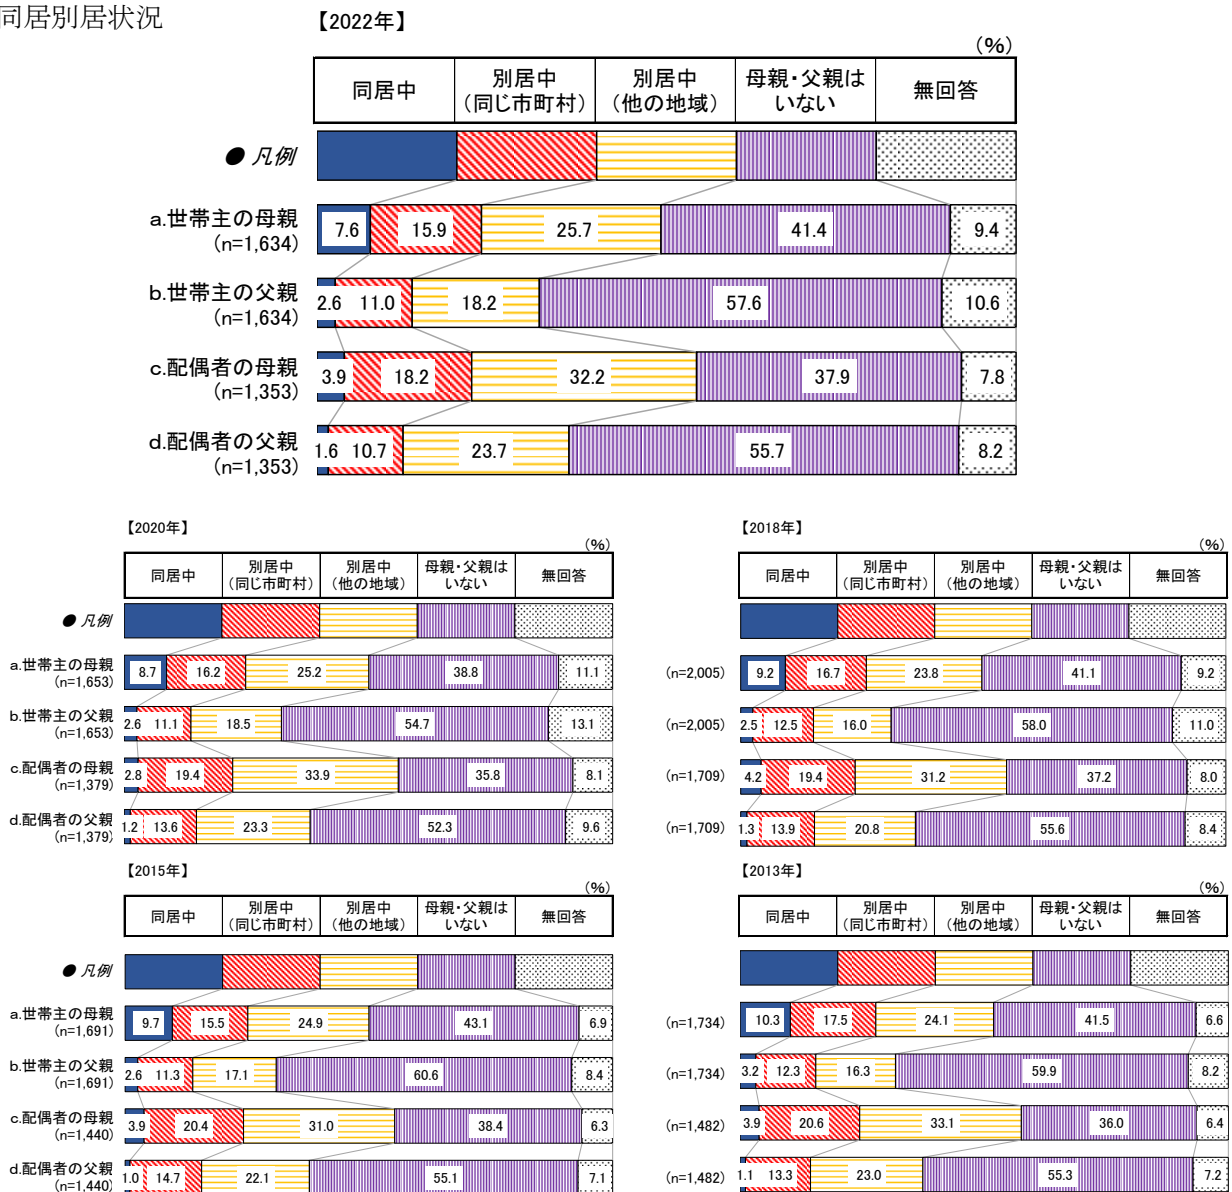 同居別居状況
【2022年】
(%)
同居中 別居中 別居中 母親・父親は 無回答
(同じ市町村) (他の地域) いない
● 凡例
a.世帯主の母親 7.6 15.9 25.7 41.4 9.4
(n=1,634)
b.世帯主の父親 2.6 11.0 18.2 57.6 10.6
(n=1,634)
c.配偶者の母親 3.9 18.2 32.2 37.9 7.8
(n=1,353)
d.配偶者の父親 1.6 10.7 23.7 55.7 8.2
(n=1,353)
【2020年】
(%)
同居中 別居中 別居中 母親・父親は 無回答
(同じ市町村) (他の地域) いない
● 凡例
a.世帯主の母親 8.7 16.2 25.2 38.8 11.1
(n=1,653)
b.世帯主の父親 2.6 11.1 18.5 54.7 13.1
(n=1,653)
c.配偶者の母親 2.8 19.4 33.9 35.8 8.1
(n=1,379)
d.配偶者の父親 1.2 13.6 23.3 52.3 9.6
(n=1,379)
【2018年】
(%)
同居中 別居中 別居中 母親・父親は 無回答
(同じ市町村) (他の地域) いない
(n=2,005) 9.2 16.7 23.8 41.1 9.2
(n=2,005) 2.5 12.5 16.0 58.0 11.0
(n=1,709) 4.2 19.4 31.2 37.2 8.0
(n=1,709) 1.3 13.9 20.8 55.6 8.4
【2015年】
(%)
同居中 別居中 別居中 母親・父親は 無回答
(同じ市町村) (他の地域) いない
● 凡例
a.世帯主の母親 9.7 15.5 24.9 43.1 6.9
(n=1,691)
b.世帯主の父親 2.6 11.3 17.1 60.6 8.4
(n=1,691)
c.配偶者の母親 3.9 20.4 31.0 38.4 6.3
(n=1,440)
d.配偶者の父親 1.0 14.7 22.1 55.1 7.1
(n=1,440)
【2013年】
(%)
同居中 別居中 別居中 母親・父親は 無回答
(同じ市町村) (他の地域) いない
(n=1,734) 10.3 17.5 24.1 41.5 6.6
(n=1,734) 3.2 12.3 16.3 59.9 8.2
(n=1,482) 3.9 20.6 33.1 36.0 6.4
(n=1,482) 1.1 13.3 23.0 55.3 7.2